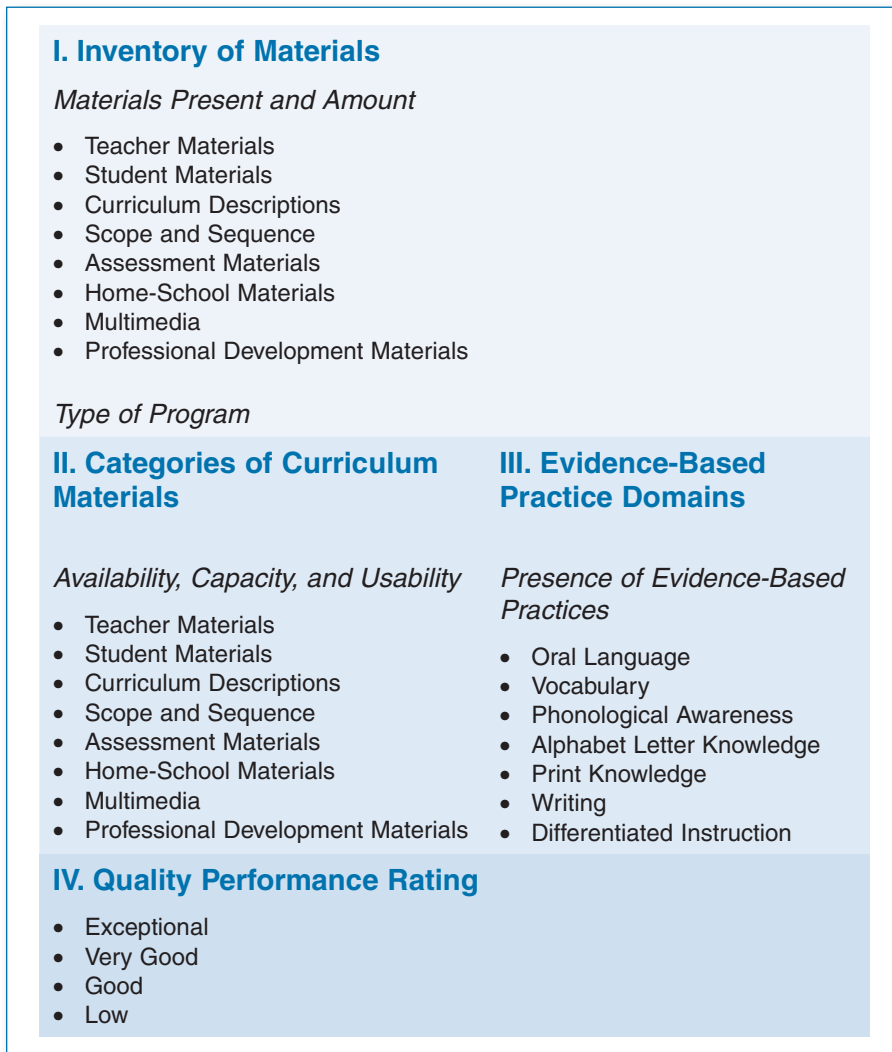 I. Inventory of Materials
Materials Present and Amount
• Teacher Materials
• Student Materials
• Curriculum Descriptions
• Scope and Sequence
• Assessment Materials
• Home-School Materials
• Multimedia
• Professional Development Materials
Type of Program
II. Categories of Curriculum
Materials
Availability, Capacity, and Usability
• Teacher Materials
• Student Materials
• Curriculum Descriptions
• Scope and Sequence
• Assessment Materials
• Home-School Materials
• Multimedia
• Professional Development Materials
III. Evidence-Based
Practice Domains
Presence of Evidence-Based
Practices
• Oral Language
• Vocabulary
• Phonological Awareness
• Alphabet Letter Knowledge
• Print Knowledge
• Writing
• Differentiated Instruction
IV. Quality Performance Rating
• Exceptional
• Very Good
• Good
• Low